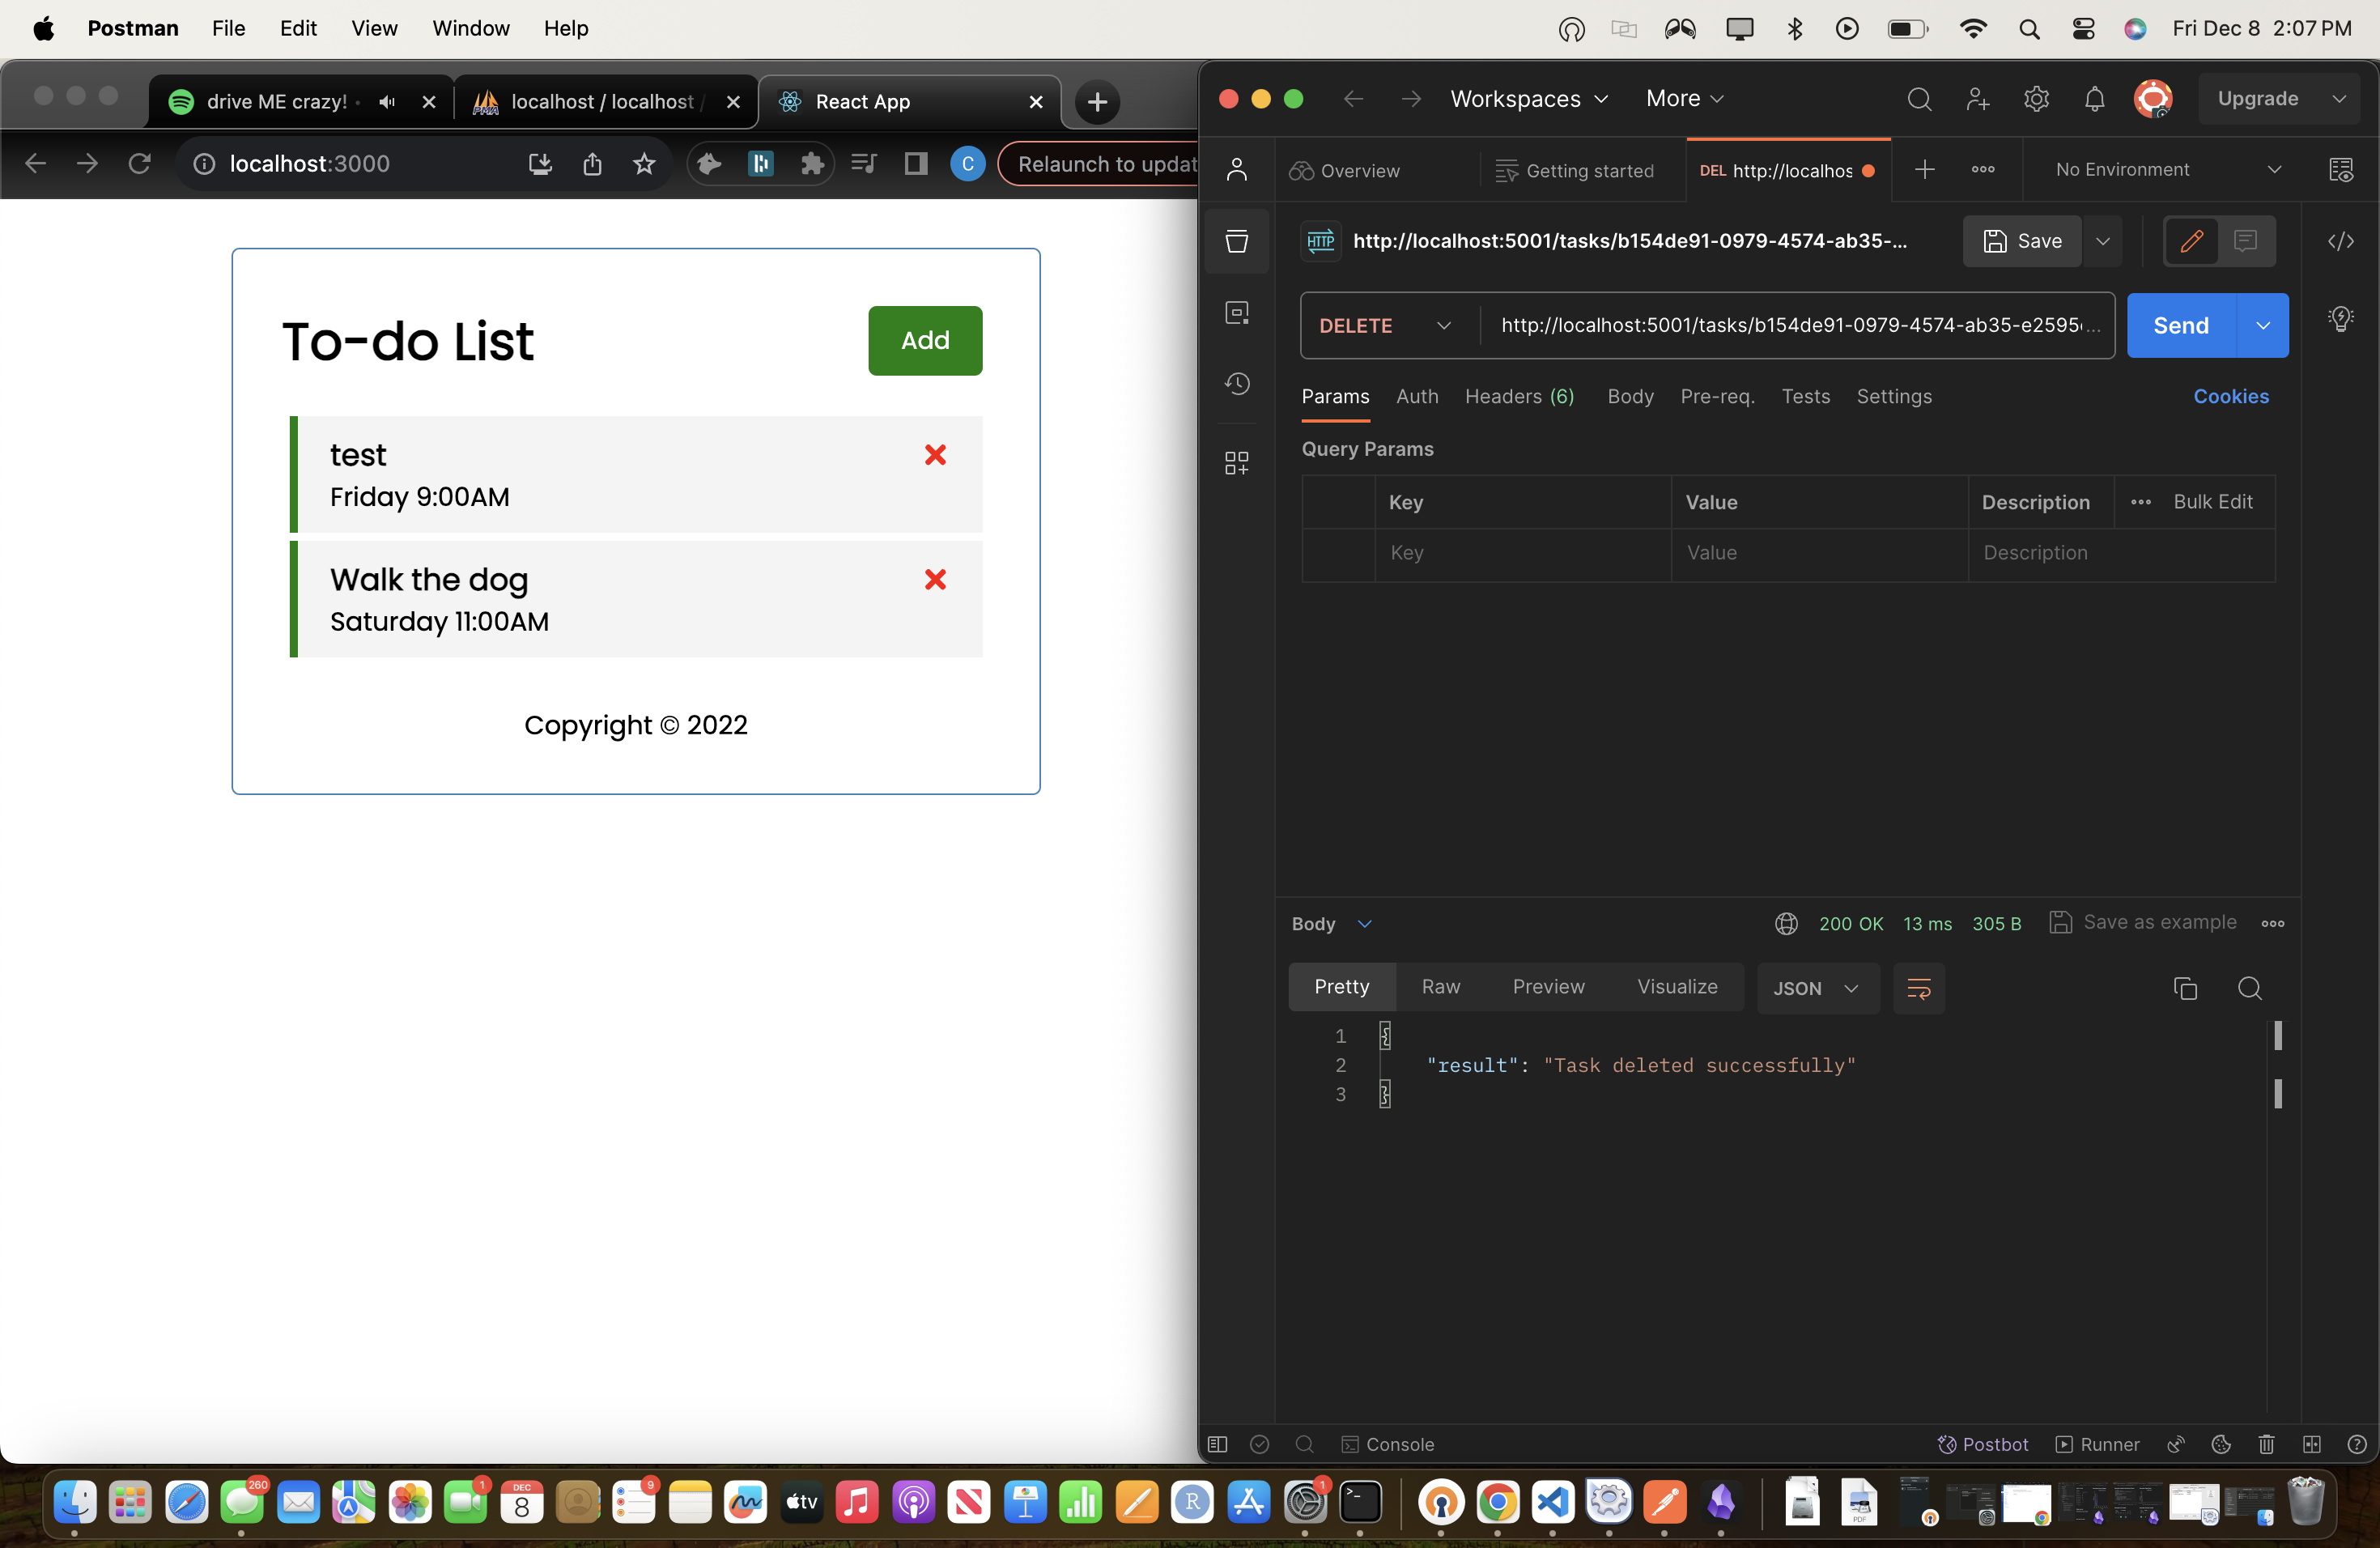 Postman File Edit View Window Help
Fri Dec 8 2:07 PM
drive ME crazy!
localhost / localhost /
React App
localhost:3000
C
Relaunch to updat
To-do List
Add
test
Friday 9:00AM
Walk the dog
Saturday 11:00AM
Copyright © 2022
Workspaces More
Upgrade
Overview
Getting started
DEL http://localhos
No Environment
HTTP
http://localhost:5001/tasks/b154de91-0979-4574-ab35-...
Save
DELETE
http://localhost:5001/tasks/b154de91-0979-4574-ab35-e2595...
Send
Params Auth Headers (6) Body Pre-req. Tests Settings
Cookies
Query Params
Key Value Description Bulk Edit
Key Value Description
Body
200 OK 13 ms 305 B Save as example
Pretty Raw Preview Visualize JSON
1 {
2 "result": "Task deleted successfully"
3 }
Console
Postbot Runner
260
1
DEC
8
9
tv
R
1
PDF